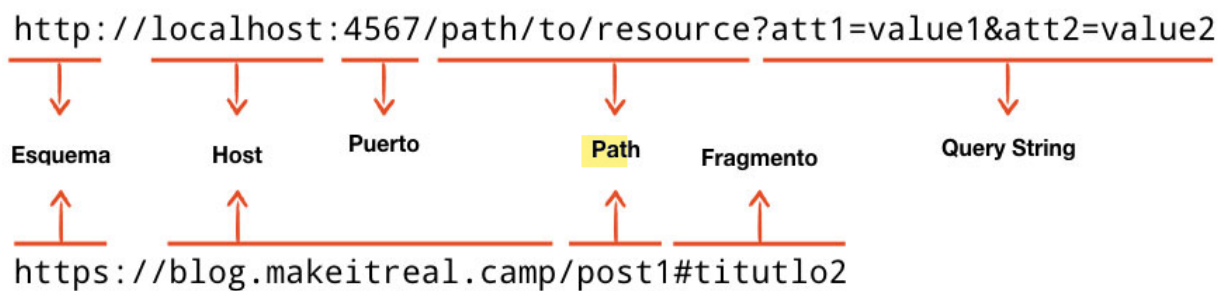 http://localhost:4567/path/to/resource?att1=value1&att2=value2
Esquema Host Puerto Path Fragmento Query String
https://blog.makeitreal.camp/post1#titutlo2